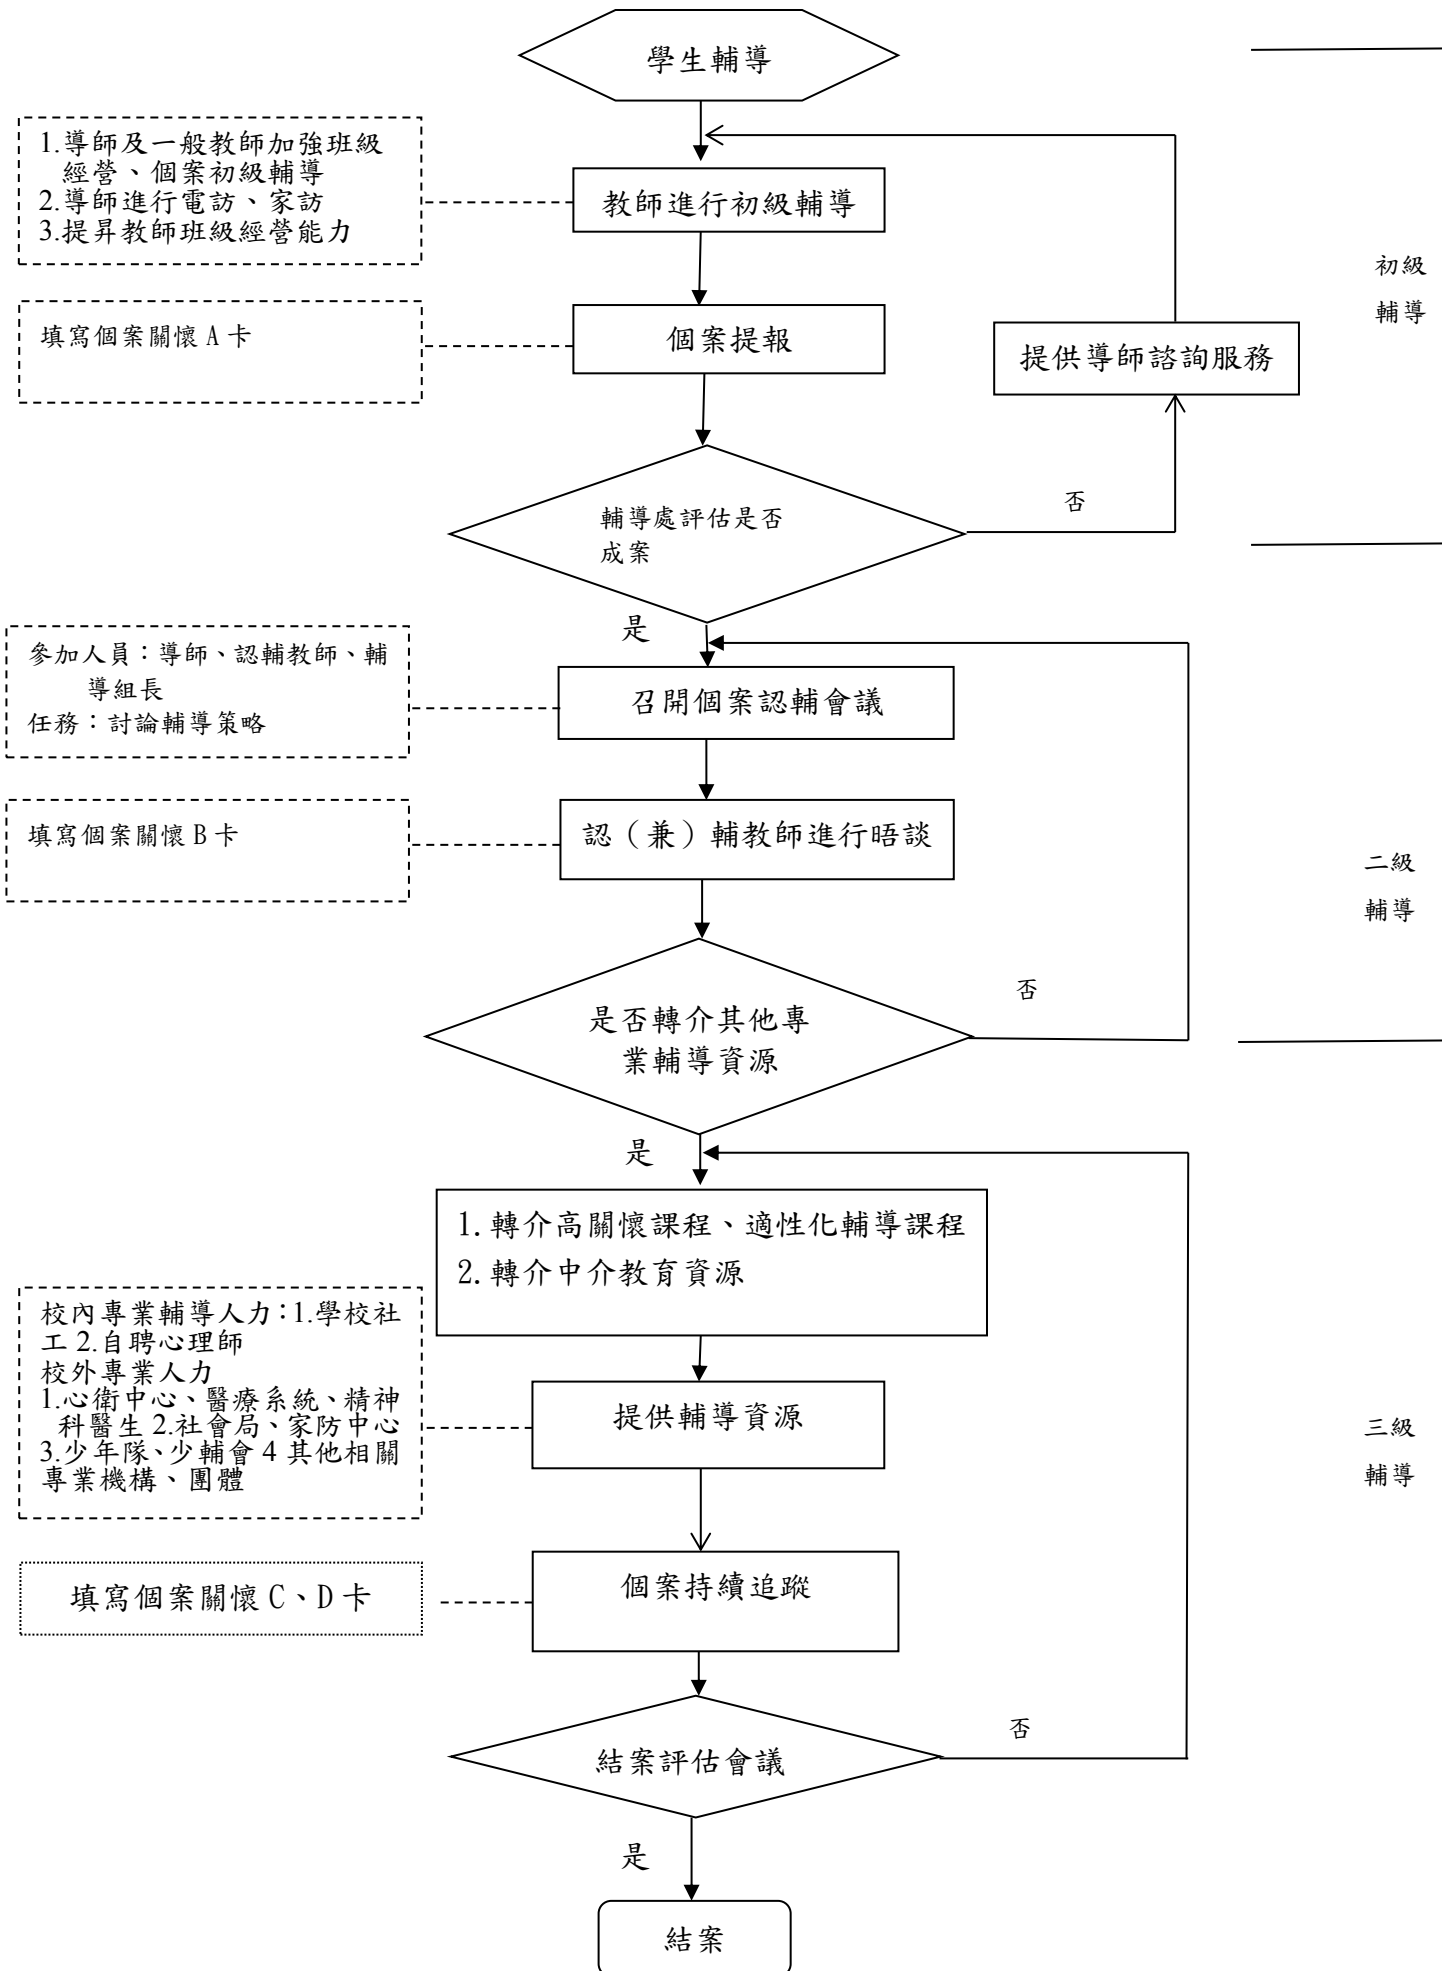 學生輔導
1.導師及一般教師加強班級
經營、個案初級輔導
2.導師進行電訪、家訪
3.提昇教師班級經營能力
教師進行初級輔導
初級
輔導
填寫個案關懷 A 卡
個案提報
提供導師諮詢服務
輔導處評估是否
成案
否
是
參加人員：導師、認輔教師、輔
導組長
任務：討論輔導策略
召開個案認輔會議
填寫個案關懷 B 卡
認（兼）輔教師進行晤談
二級
輔導
是否轉介其他專
業輔導資源
否
是
1. 轉介高關懷課程、適性化輔導課程
2. 轉介中介教育資源
校內專業輔導人力：1.學校社
工 2.自聘心理師
校外專業人力
1.心衛中心、醫療系統、精神
科醫生 2.社會局、家防中心
3.少年隊、少輔會 4 其他相關
專業機構、團體
提供輔導資源
三級
輔導
填寫個案關懷 C、D 卡
個案持續追蹤
結案評估會議
否
是
結案